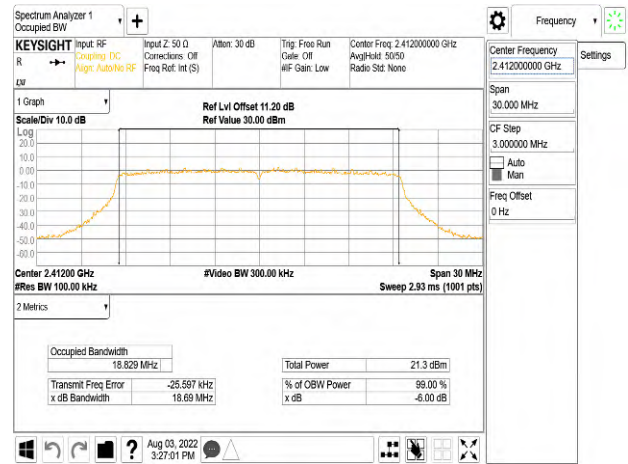 Spectrum Analyzer 1
Occupied BW
Frequency
KEYSIGHT
R
Input: RF
Coupling: DC
Align: Auto/No RF
Input Z: 50 Ω
Corrections: Off
Freq Ref: Int (S)
Atten: 30 dB
Trig: Free Run
Gate: Off
#IF Gain: Low
Center Freq: 2.412000000 GHz
Avg|Hold: 50/50
Radio Std: None
Center Frequency
2.412000000 GHz
Settings
Span
30.000 MHz
CF Step
3.000000 MHz
Auto
Man
Freq Offset
0 Hz
1 Graph
Scale/Div 10.0 dB
Ref Lvl Offset 11.20 dB
Ref Value 30.00 dBm
Log
20.0
10.0
0.00
-10.0
-20.0
-30.0
-40.0
-50.0
-60.0
Center 2.41200 GHz
#Res BW 100.00 kHz
#Video BW 300.00 kHz
Span 30 MHz
Sweep 2.93 ms (1001 pts)
2 Metrics
Occupied Bandwidth
18.829 MHz
Total Power 21.3 dBm
Transmit Freq Error -25.597 kHz
% of OBW Power 99.00 %
x dB Bandwidth 18.69 MHz
x dB -6.00 dB
?
Aug 03, 2022
3:27:01 PM